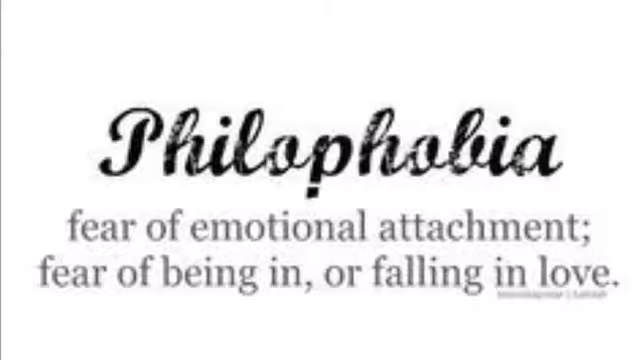 Philophobia
fear of emotional attachment;
fear of being in, or falling in love.